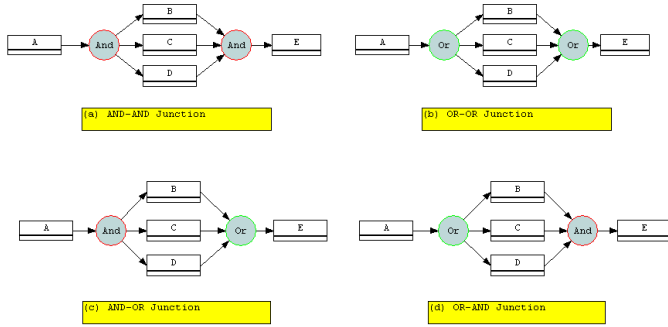 B
A And C And E
D
(a) AND-AND Junction
B
A Or C Or E
D
(b) OR-OR Junction
B
A And C Or E
D
(c) AND-OR Junction
B
A Or C And E
D
(d) OR-AND Junction